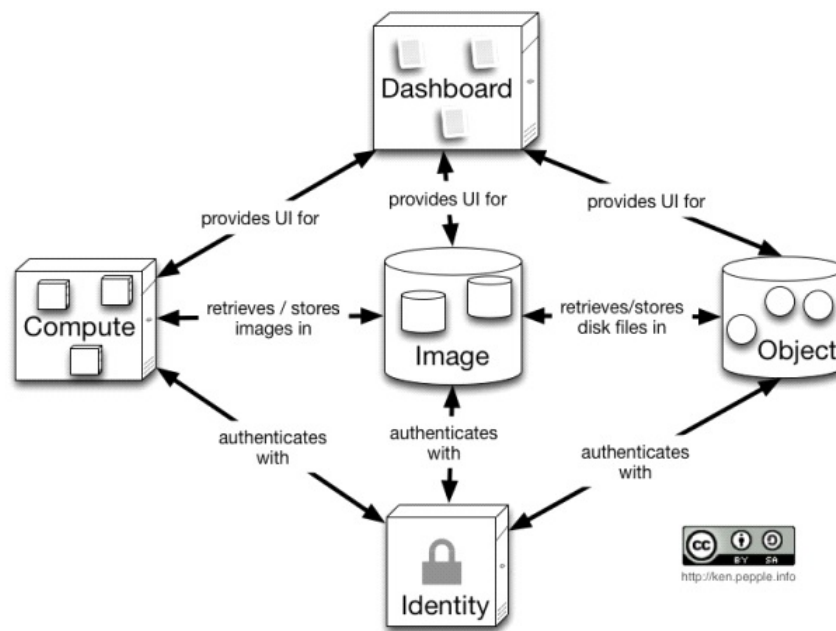 Dashboard
provides UI for
provides UI for
provides UI for
Compute
retrieves / stores
images in
Image
retrieves/stores
disk files in
Object
authenticates
with
authenticates
with
authenticates
with
Identity
cc
BY SA
http://ken.pepple.info